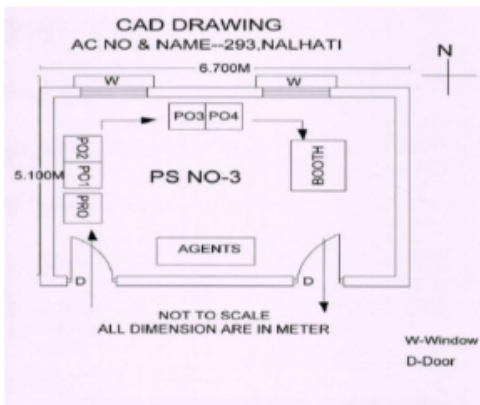 CAD DRAWING
AC NO & NAME--293,NALHATI
N
6.700M
W
W
PO3 PO4
PO2
PO1
PRO
5.100M
PS NO-3
BOOTH
AGENTS
D
D
NOT TO SCALE
ALL DIMENSION ARE IN METER
W-Window
D-Door